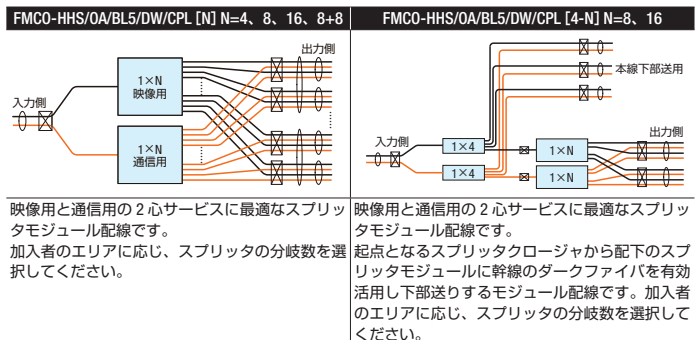 FMCO-HHS/OA/BL5/DW/CPL [N] N=4、8、16、8+8
出力側
1×N
映像用
入力側
1×N
通信用
映像用と通信用の2心サービスに最適なスプリッ
タモジュール配線です。
加入者のエリアに応じ、スプリッタの分岐数を選
択してください。
FMCO-HHS/OA/BL5/DW/CPL [4-N] N=8、16
本線下部送用
入力側
出力側
1×4
1×N
1×4
1×N
映像用と通信用の2心サービスに最適なスプリッ
タモジュール配線です。
起点となるスプリッタクロージャから配下のスプ
リッタモジュールに幹線のダークファイバを有効
活用し下部送りするモジュール配線です。加入者
のエリアに応じ、スプリッタの分岐数を選択して
ください。